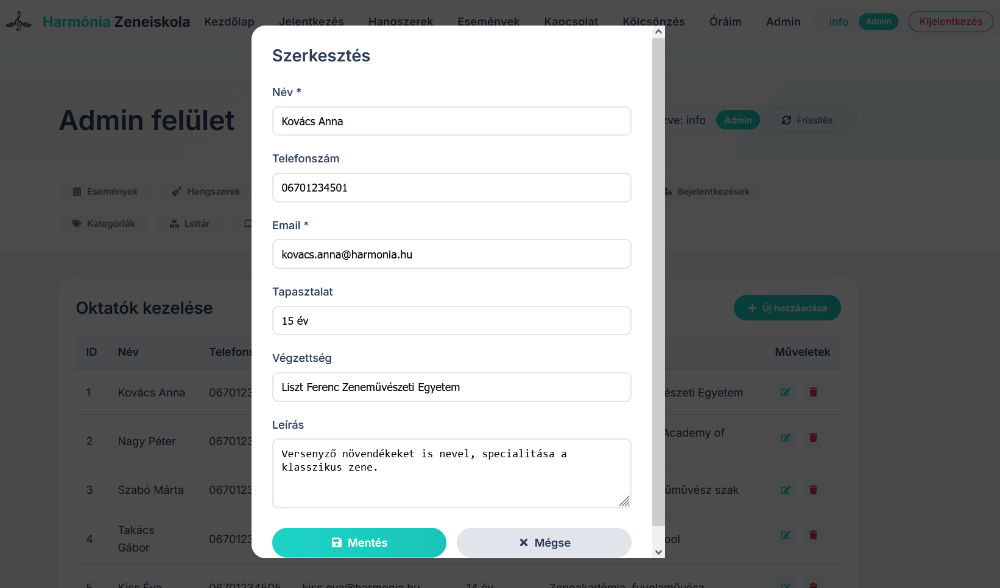 Harmónia Zeneiskola Kezdőlap Jelentkezés Hangszerek Események Kapcsolat Kölcsönzés Óráim Admin info Admin Kijelentkezés
Szerkesztés
Név *
Kovács Anna
Telefonszám
06701234501
Email *
kovacs.anna@harmonia.hu
Tapasztalat
15 év
Végzettség
Liszt Ferenc Zeneművészeti Egyetem
Leírás
Versenyző növendékeket is nevel, specialitása a
klasszikus zene.
Mentés Mégse
Admin felület
zve: info Admin Frissítés
Események Hangszerek Bejelentkezések
Kategóriák Leltár
Oktatók kezelése Új hozzáadása
ID Név Telefons Műveletek
1 Kovács Anna 0670123 észeti Egyetem
2 Nagy Péter 0670123 Academy of
3 Szabó Márta 0670123 űművész szak
4 Takács Gábor 0670123 ool
5 Kiss Éva 06701234505 kiss.eva@harmonia.hu 14 év Zeneakadémia, fuvolaművész